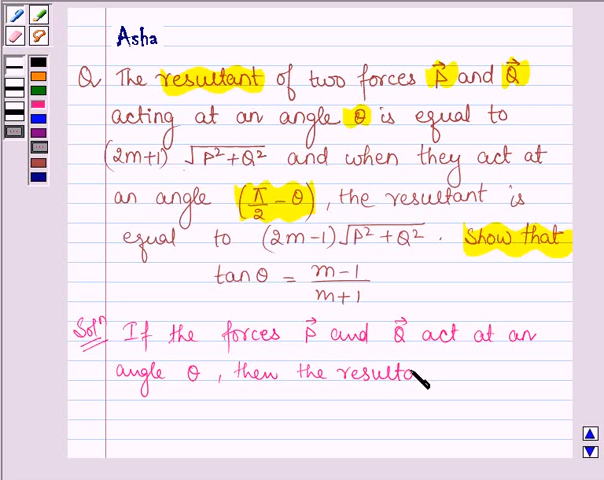 Asha
Q The resultant of two forces P⃗ and Q⃗
acting at an angle θ is equal to
(2m+1) √(P²+Q²) and when they act at
an angle (π/2 − θ), the resultant is
equal to (2m−1)√(P²+Q²). Show that
tanθ = (m−1)/(m+1)
Solⁿ If the forces P⃗ and Q⃗ act at an
angle θ, then the resulta